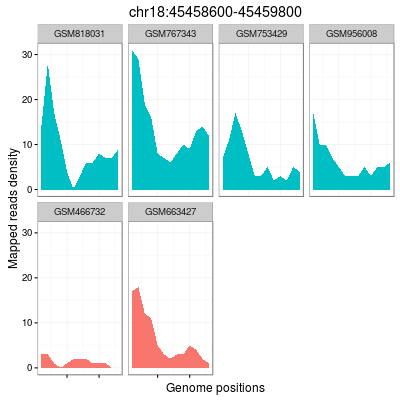 chr18:45458600-45459800
GSM818031 GSM767343 GSM753429 GSM956008
30
20
10
0
Mapped reads density
GSM466732 GSM663427
30
20
10
0
Genome positions